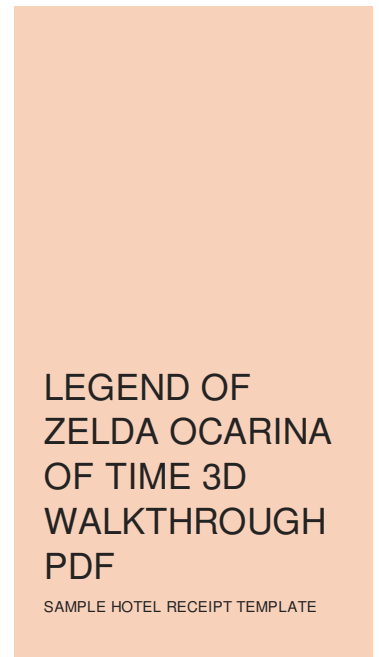 LEGEND OF
ZELDA OCARINA
OF TIME 3D
WALKTHROUGH
PDF
SAMPLE HOTEL RECEIPT TEMPLATE